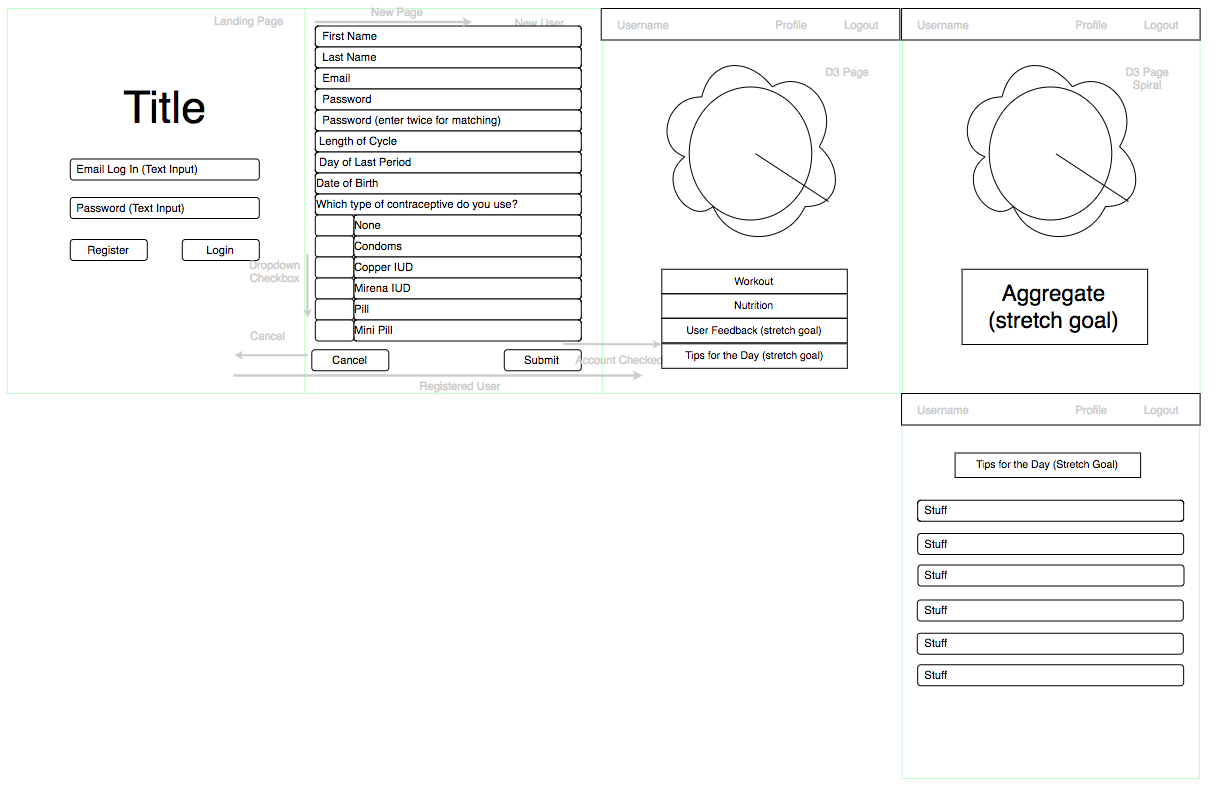 Landing Page
Title
Email Log In (Text Input)
Password (Text Input)
Register
Login
Dropdown
Checkbox
Cancel
New Page
New User
First Name
Last Name
Email
Password
Password (enter twice for matching)
Length of Cycle
Day of Last Period
Date of Birth
Which type of contraceptive do you use?
None
Condoms
Copper IUD
Mirena IUD
Pill
Mini Pill
Cancel
Submit
Account Checked
Registered User
Username
Profile
Logout
D3 Page
Workout
Nutrition
User Feedback (stretch goal)
Tips for the Day (stretch goal)
Username
Profile
Logout
D3 Page
Spiral
Aggregate
(stretch goal)
Username
Profile
Logout
Tips for the Day (Stretch Goal)
Stuff
Stuff
Stuff
Stuff
Stuff
Stuff